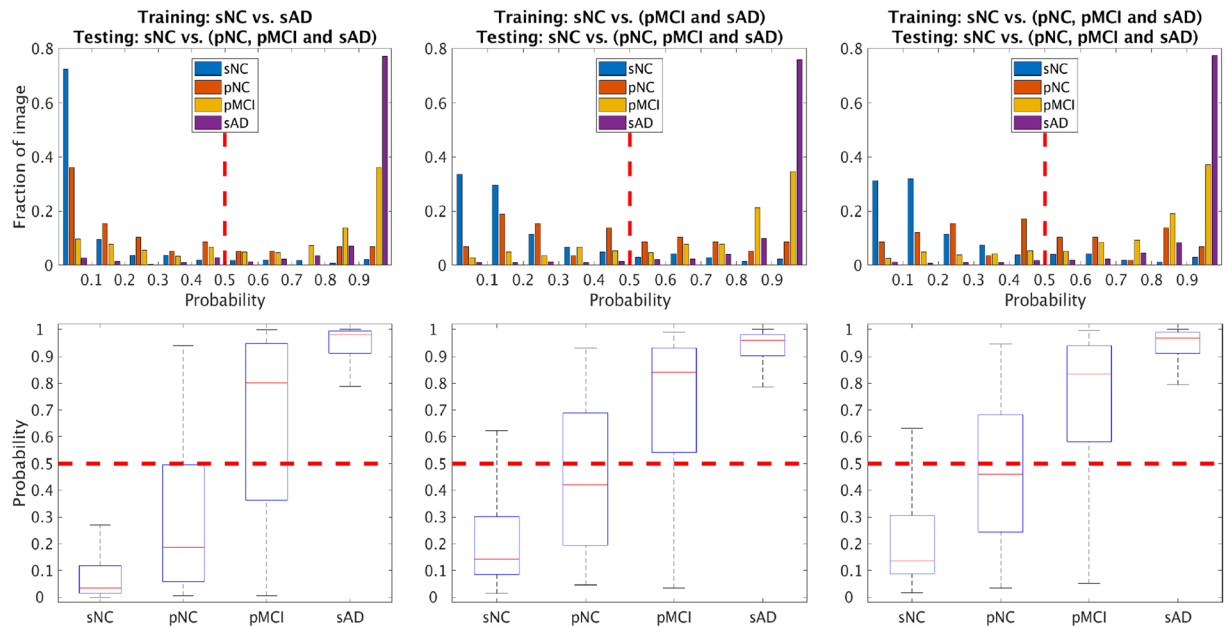 Training: sNC vs. sAD
Testing: sNC vs. (pNC, pMCI and sAD)
Training: sNC vs. (pMCI and sAD)
Testing: sNC vs. (pNC, pMCI and sAD)
Training: sNC vs. (pNC, pMCI and sAD)
Testing: sNC vs. (pNC, pMCI and sAD)
Fraction of image
0.8
0.6
0.4
0.2
0
sNC
pNC
pMCI
sAD
0.1 0.2 0.3 0.4 0.5 0.6 0.7 0.8 0.9
Probability
0.8
0.6
0.4
0.2
0
sNC
pNC
pMCI
sAD
0.1 0.2 0.3 0.4 0.5 0.6 0.7 0.8 0.9
Probability
0.8
0.6
0.4
0.2
0
sNC
pNC
pMCI
sAD
0.1 0.2 0.3 0.4 0.5 0.6 0.7 0.8 0.9
Probability
Probability
1
0.9
0.8
0.7
0.6
0.5
0.4
0.3
0.2
0.1
0
sNC pNC pMCI sAD
1
0.9
0.8
0.7
0.6
0.5
0.4
0.3
0.2
0.1
0
sNC pNC pMCI sAD
1
0.9
0.8
0.7
0.6
0.5
0.4
0.3
0.2
0.1
0
sNC pNC pMCI sAD